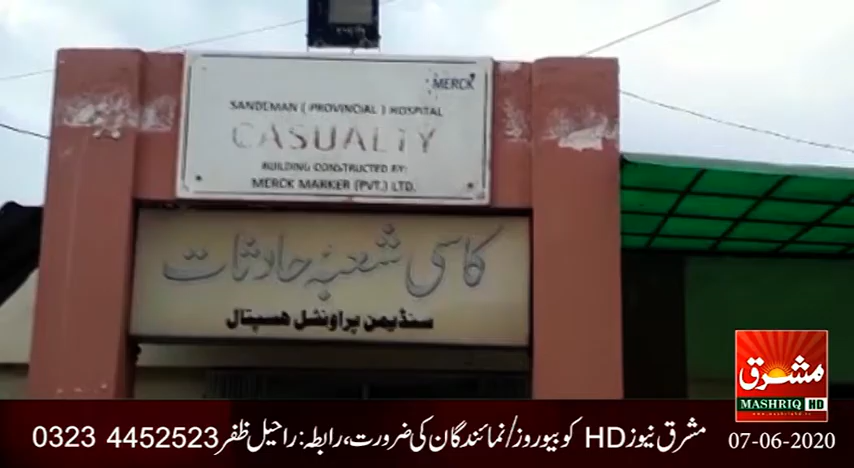 MERCK
SANDEMAN (PROVINCIAL) HOSPITAL
CASUALTY
BUILDING CONSTRUCTED BY:
MERCK MARKER (PVT.) LTD.
کاسی شعبۂ حادثات
سنڈیمن پراونشل ہسپتال
مشرق
MASHRIQ HD
مشرق نیوز HD کو بیوروز/نمائندگان کی ضرورت، رابطہ: راحیل ظفر 0323 4452523
07-06-2020